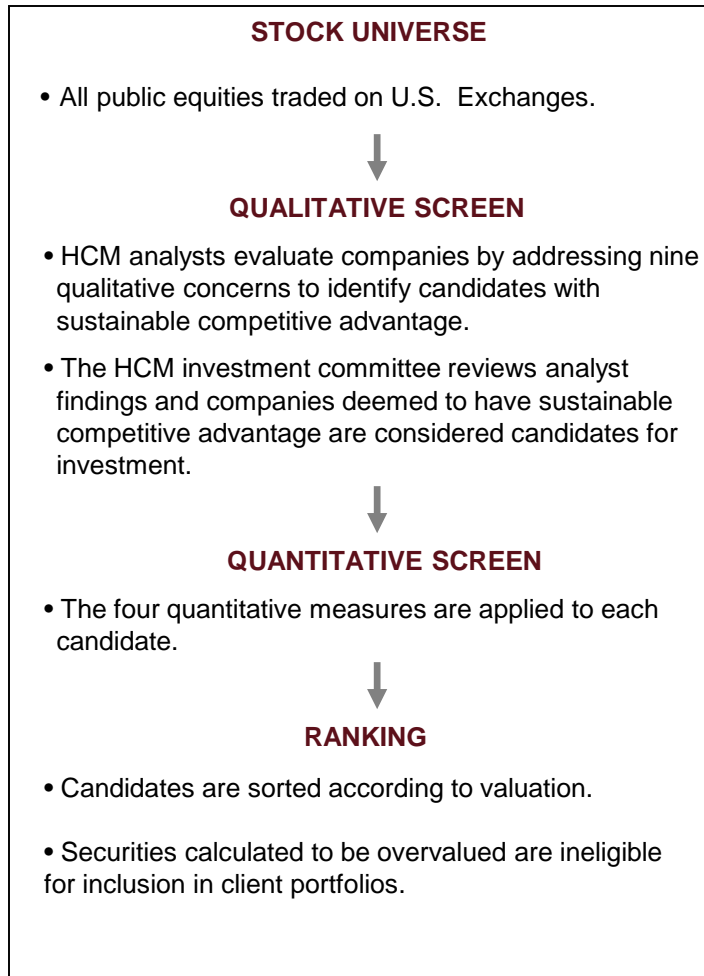 STOCK UNIVERSE
• All public equities traded on U.S.  Exchanges.
QUALITATIVE SCREEN
• HCM analysts evaluate companies by addressing nine
qualitative concerns to identify candidates with
sustainable competitive advantage.
• The HCM investment committee reviews analyst
findings and companies deemed to have sustainable
competitive advantage are considered candidates for
investment.
QUANTITATIVE SCREEN
• The four quantitative measures are applied to each
candidate.
RANKING
• Candidates are sorted according to valuation.
• Securities calculated to be overvalued are ineligible
for inclusion in client portfolios.